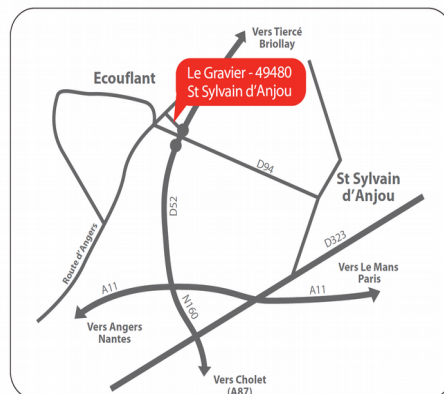 Vers Tiercé
Briollay
Ecouflant
Le Gravier - 49480
St Sylvain d'Anjou
D94
St Sylvain
d'Anjou
D52
D323
Route d'Angers
Vers Le Mans
Paris
A11
A11
N160
Vers Angers
Nantes
Vers Cholet
(A87)